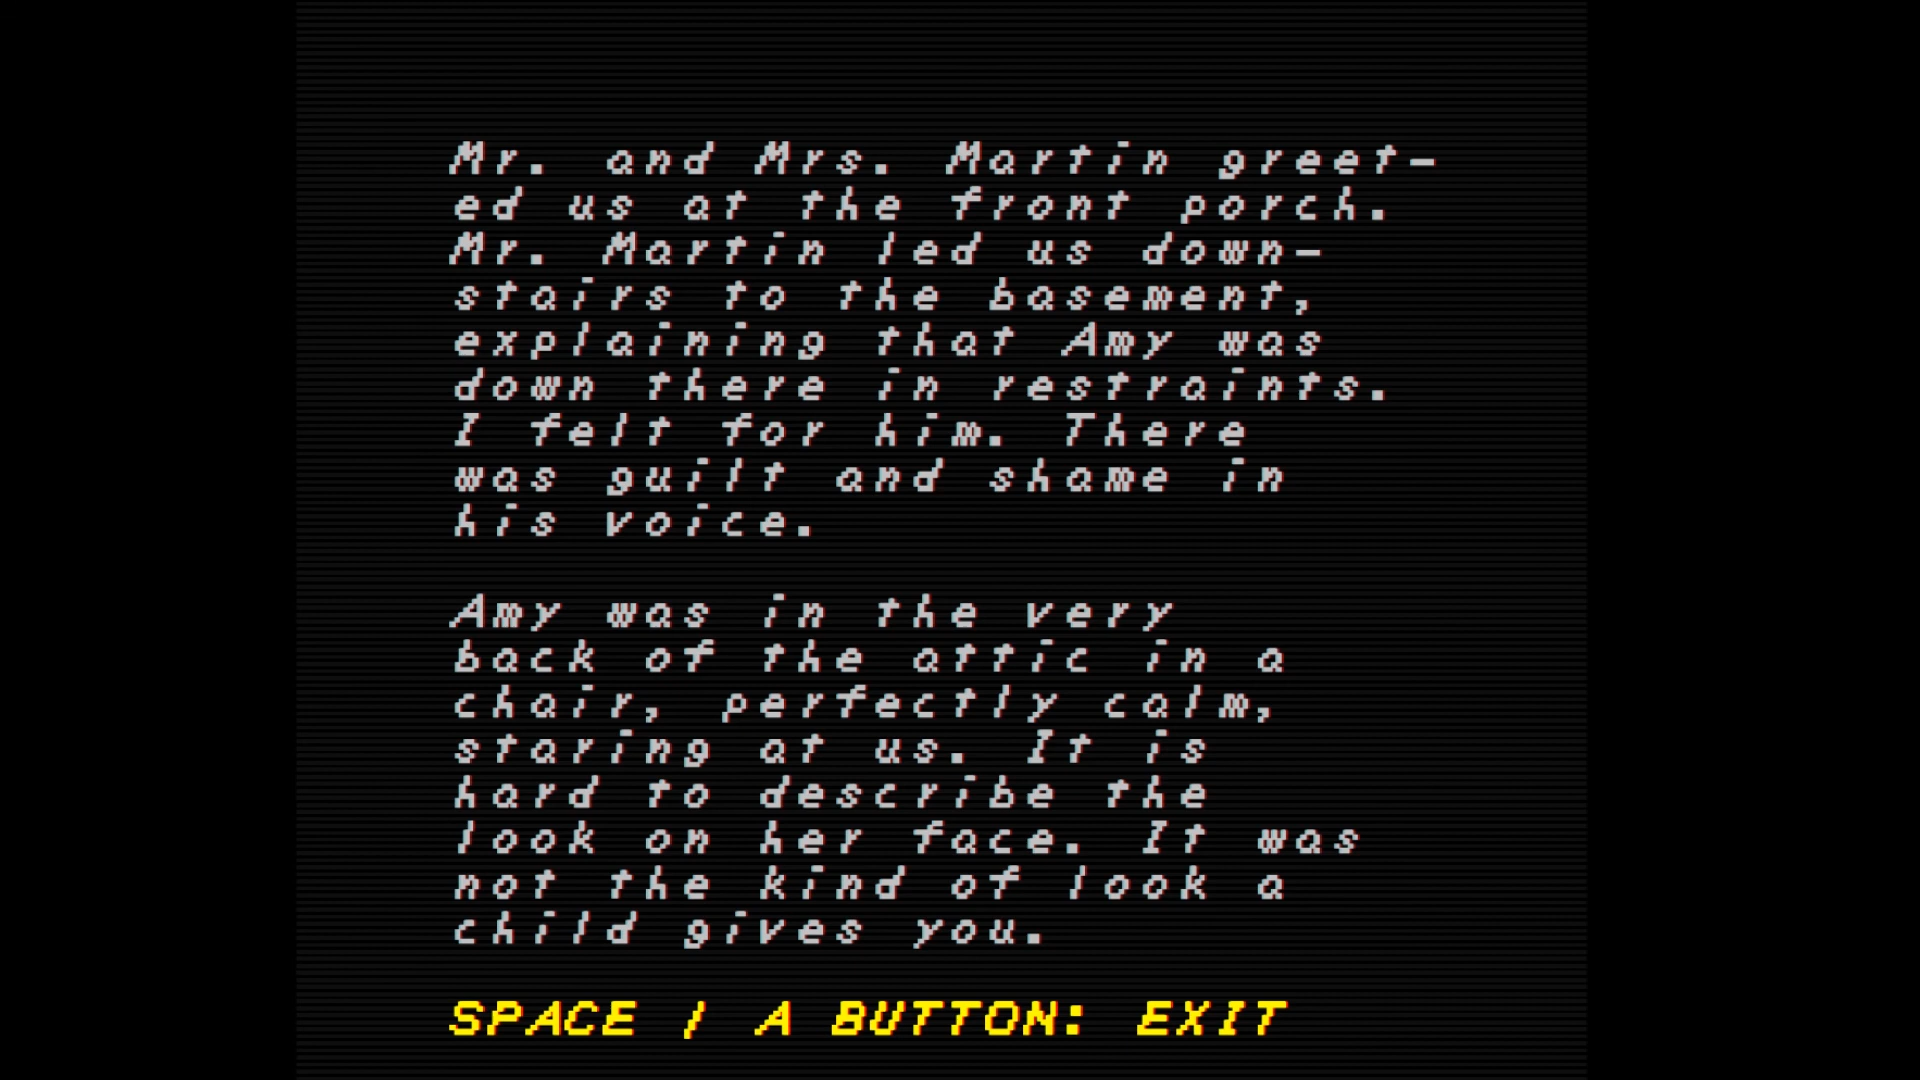 Mr. and Mrs. Martin greet-
ed us at the front porch.
Mr. Martin led us down-
stairs to the basement,
explaining that Amy was
down there in restraints.
I felt for him. There
was guilt and shame in
his voice.
Amy was in the very
back of the attic in a
chair, perfectly calm,
staring at us. It is
hard to describe the
look on her face. It was
not the kind of look a
child gives you.
SPACE / A BUTTON: EXIT